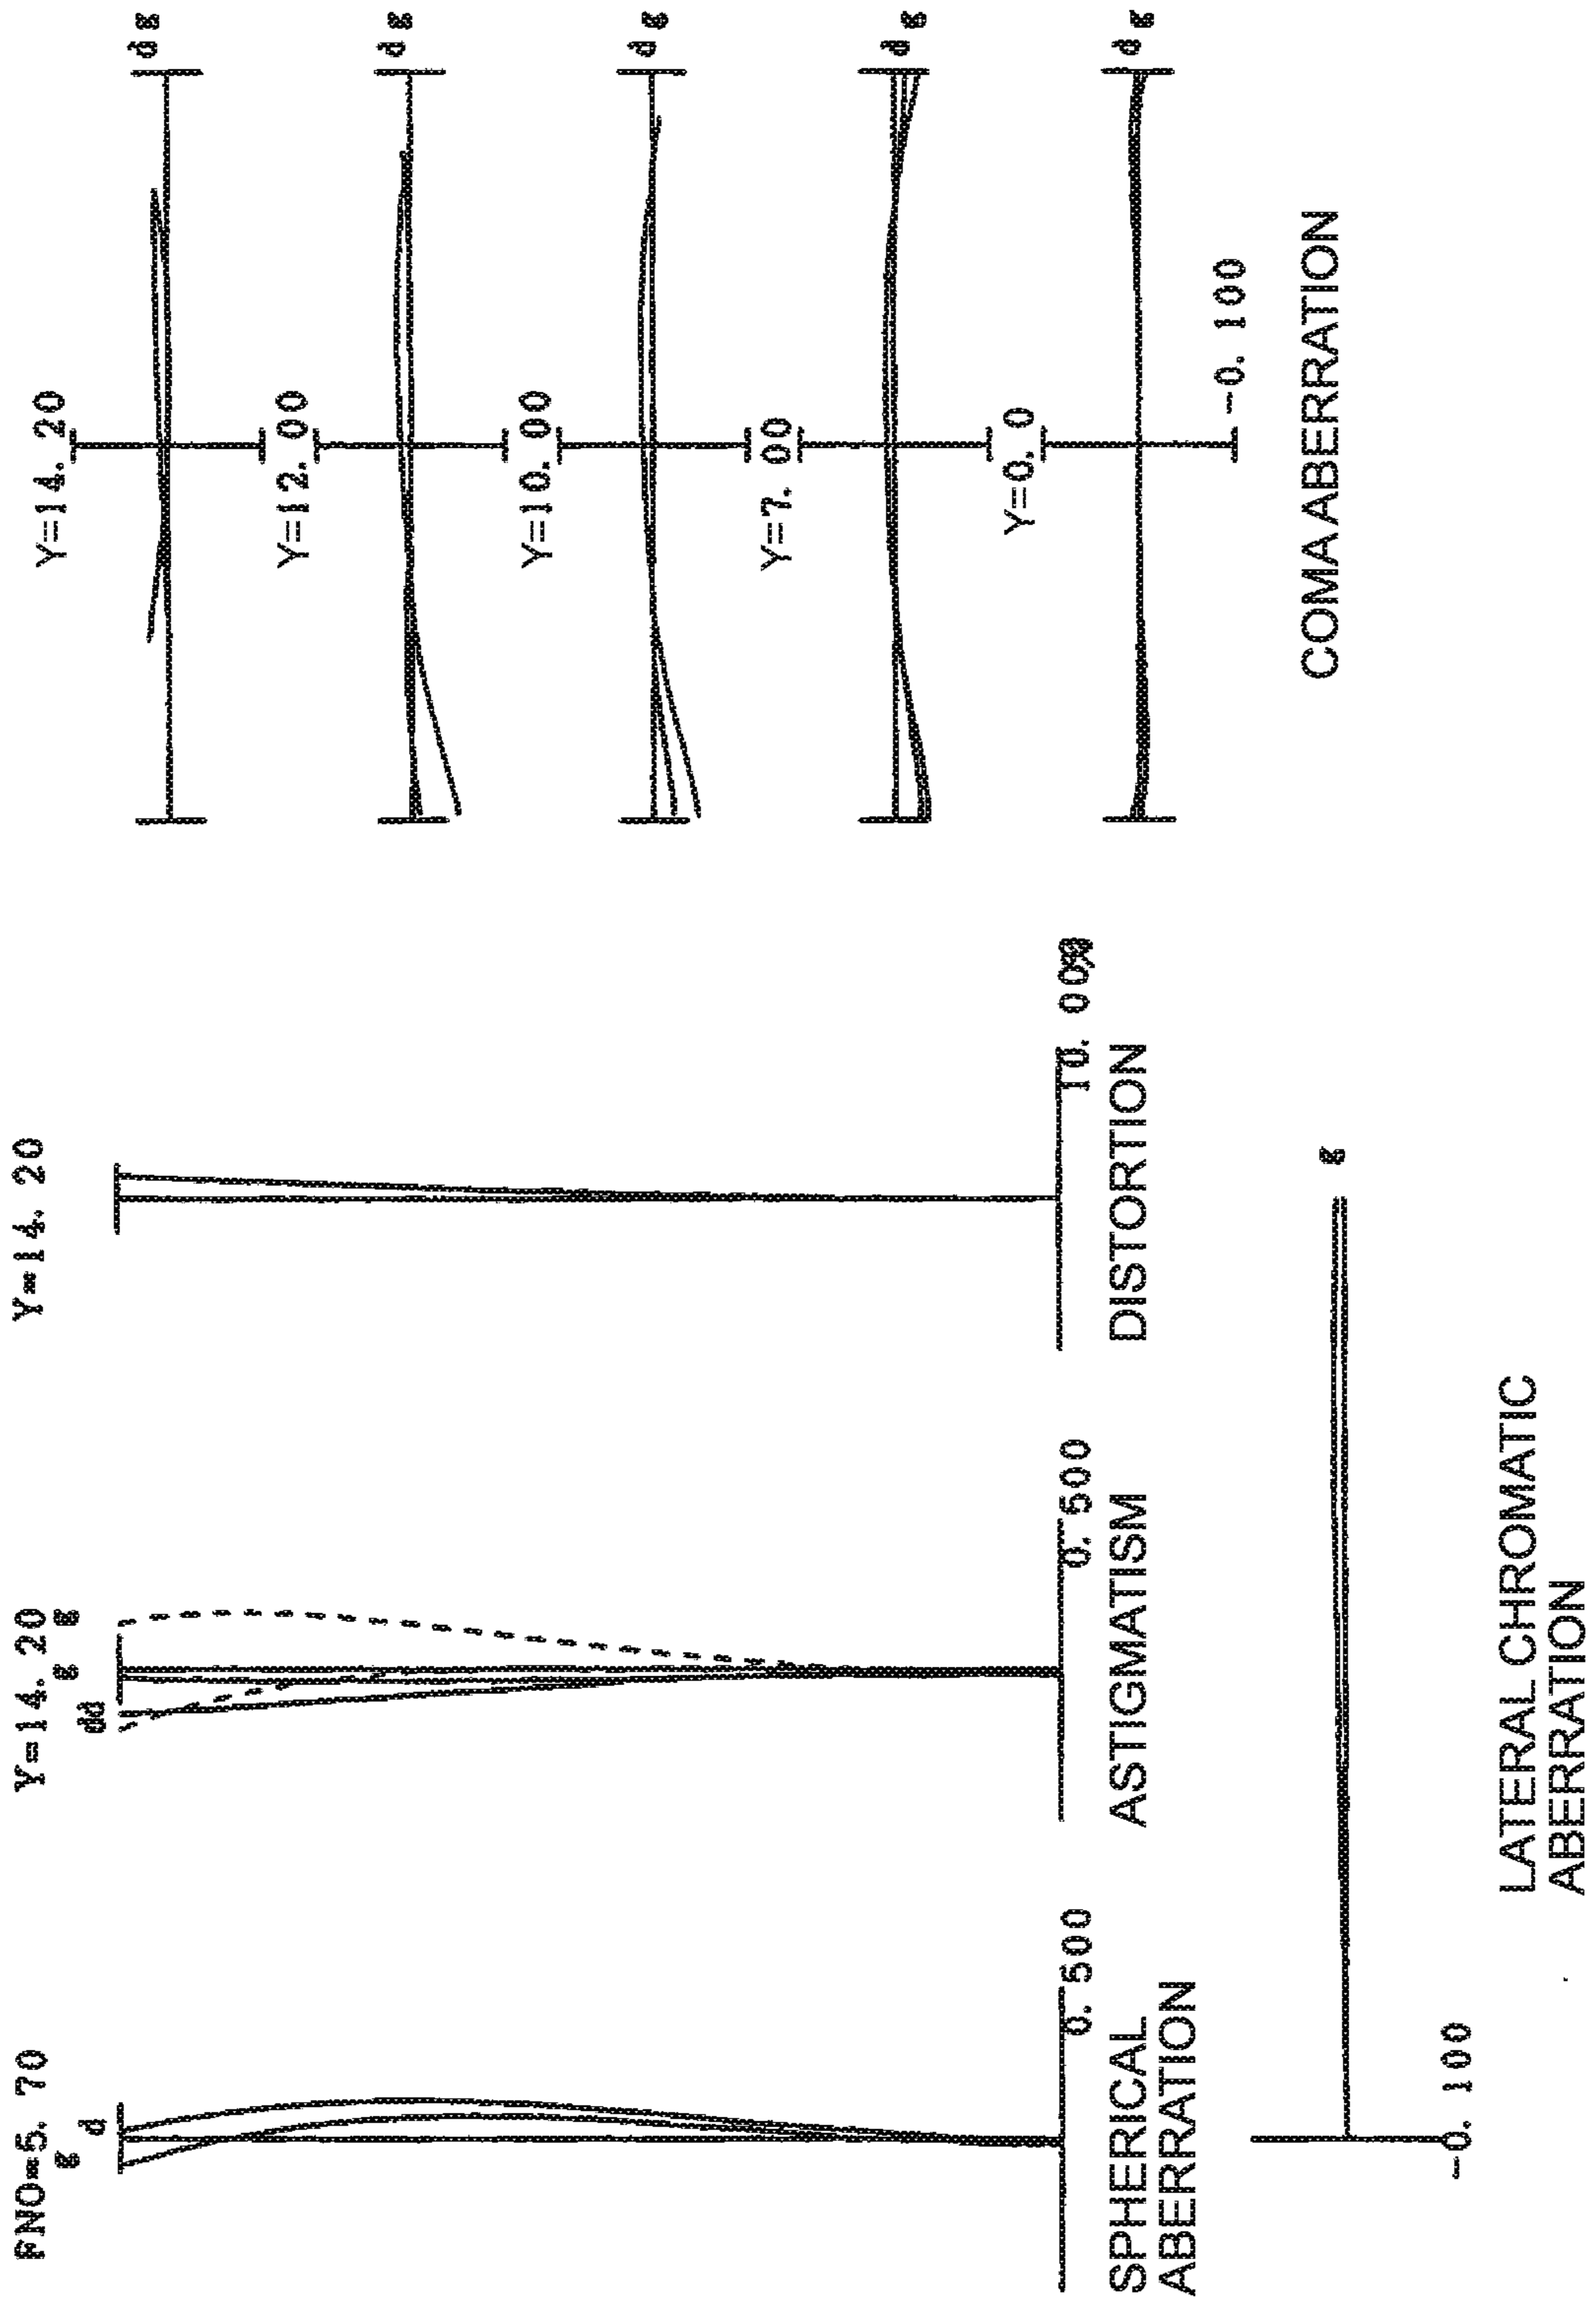 FNO=5. 70
g
d
0. 500
SPHERICAL
ABERRATION
Y=14. 20
dd
g
g
0. 500
ASTIGMATISM
Y=14. 20
10. 00%
DISTORTION
-0. 100
g
LATERAL CHROMATIC
ABERRATION
Y=14. 20
d
g
Y=12. 00
d
g
Y=10. 00
d
g
Y=7. 00
d
g
Y=0. 0
d
g
-0. 100
COMA ABERRATION